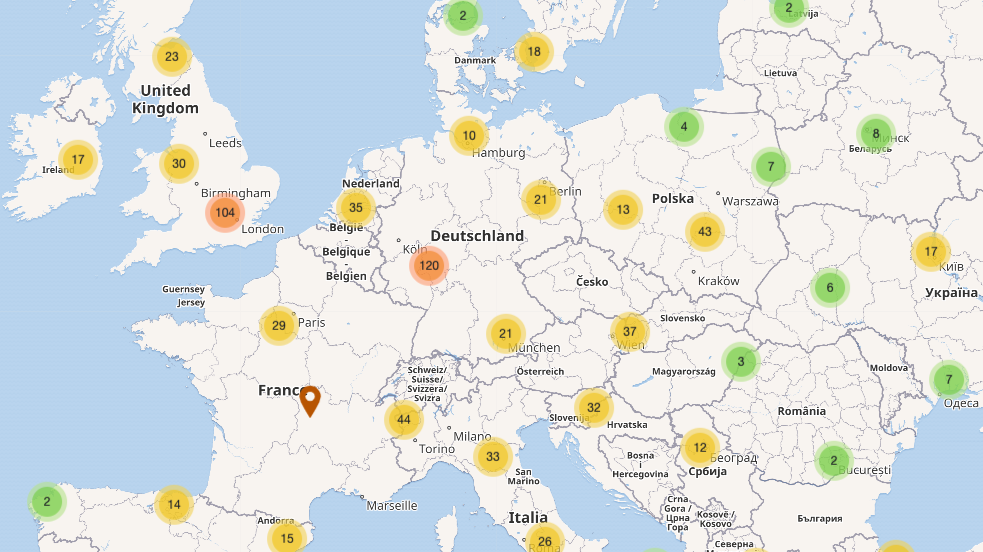 2
2
Latvija
18
23
Danmark
Lietuva
United
Kingdom
4
8
Минск
Беларусь
10
Hamburg
Leeds
17
Ireland
30
7
Nederland
Birmingham
21
Berlin
Polska
Warszawa
35
13
104
London
België
-
Belgique
-
Belgien
Deutschland
Köln
43
17
Київ
120
Česko
Kraków
6
Україна
Guernsey
Jersey
29
Paris
Slovensko
21
München
37
Wien
3
Moldova
Schweiz/
Suisse/
Svizzera/
Svizra
Österreich
Magyarország
7
Одеса
France
44
32
Slovenija
Hrvatska
România
Milano
Torino
33
12
Београд
Србија
Bosna
i
Hercegovina
2
București
San
Marino
2
14
Marseille
Crna
Gora /
Црна
Гора
Kosovë /
Kosovo
България
Andorra
15
Italia
26
Roma
Северна